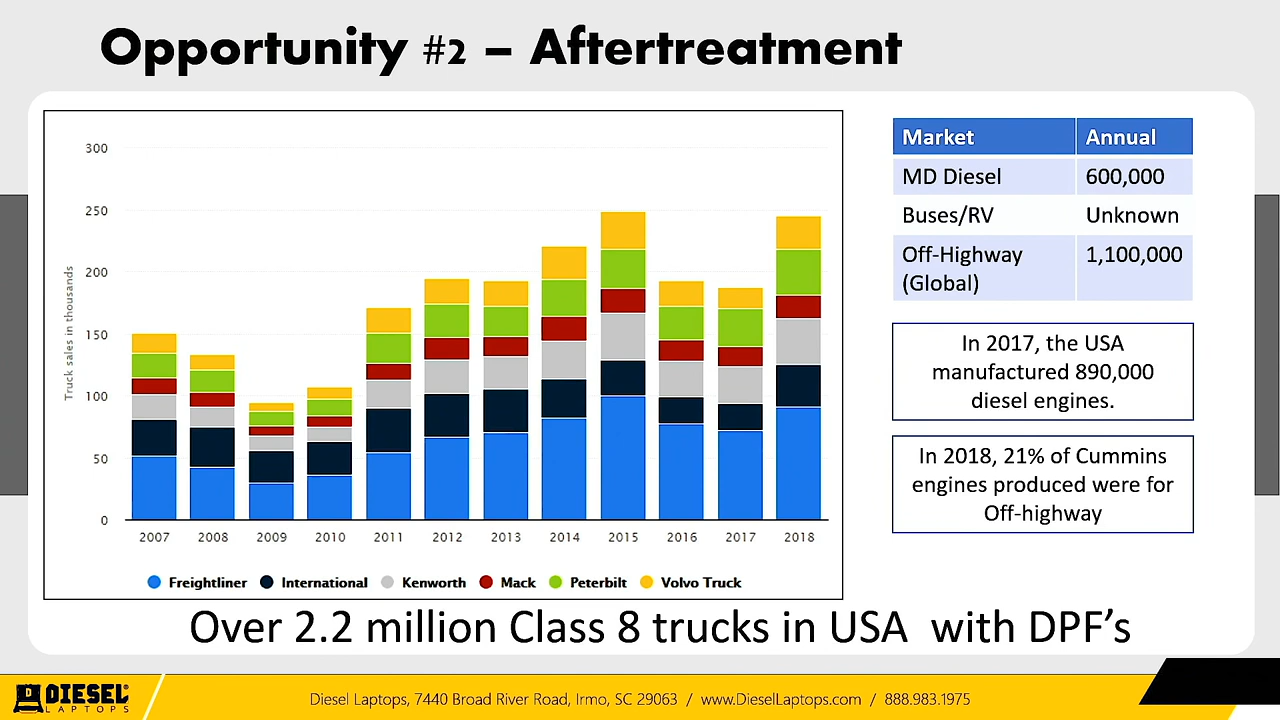 Opportunity #2 – Aftertreatment
Truck sales in thousands
300
250
200
150
100
50
0
2007 2008 2009 2010 2011 2012 2013 2014 2015 2016 2017 2018
Freightliner International Kenworth Mack Peterbilt Volvo Truck
Market Annual
MD Diesel 600,000
Buses/RV Unknown
Off-Highway 1,100,000
(Global)
In 2017, the USA
manufactured 890,000
diesel engines.
In 2018, 21% of Cummins
engines produced were for
Off-highway
Over 2.2 million Class 8 trucks in USA with DPF’s
DIESEL
LAPTOPS
Diesel Laptops, 7440 Broad River Road, Irmo, SC 29063 / www.DieselLaptops.com / 888.983.1975